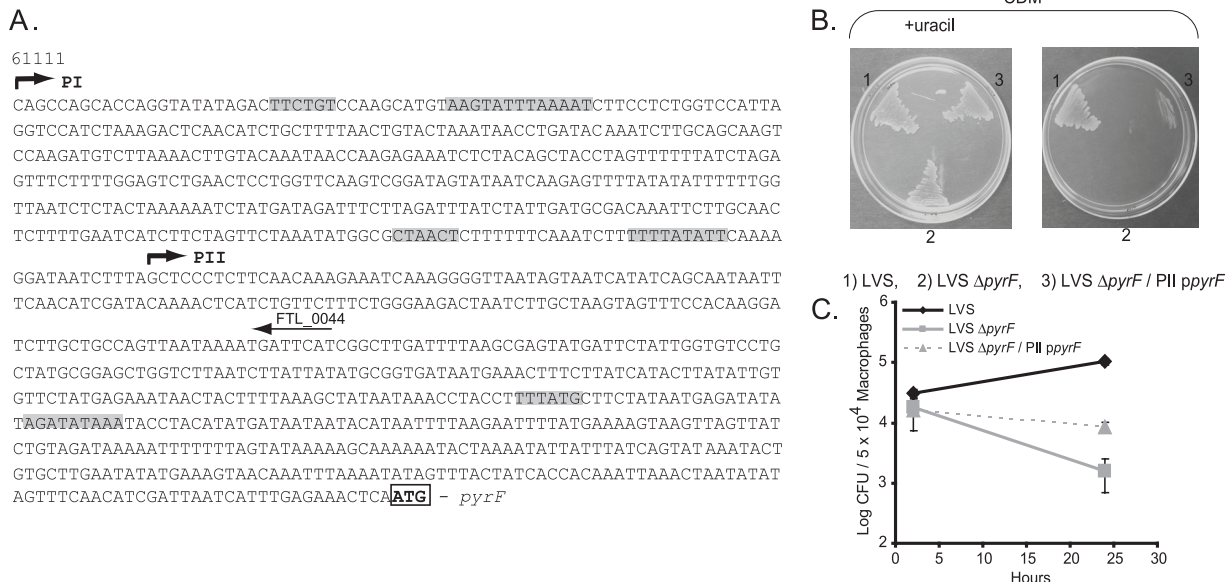 A.
61111
PI
CAGCCAGCACCAGGTATATAGACTTCTGTCCAAGCATGTAAGTATTTAAAATCTTCCTCTGGTCCATTA
GGTCCATCTAAAGACTCAACATCTGCTTTTAACTGTACTAAATAACCTGATACAAATCTTGCAGCAAGT
CCAAGATGTCTTAAAACTTGTACAAATAACCAAGAGAAATCTCTACAGCTACCTAGTTTTTTATCTAGA
GTTTCTTTTGGAGTCTGAACTCCTGGTTCAAGTCGGATAGTATAATCAAGAGTTTTATATATTTTTTGG
TTAATCTCTACTAAAAAATCTATGATAGATTTCTTAGATTTATCTATTGATGCGACAAATTCTTGCAAC
TCTTTTGAATCATCTTCTAGTTCTAAATATGGCGCTAACTCTTTTTTCAAATCTTTTTTATATTCAAAA
PII
GGATAATCTTTAGCTCCCTCTTCAACAAAGAAATCAAAGGGGTTAATAGTAATCATATCAGCAATAATT
TCAACATCGATACAAAACTCATCTGTTCTTTCTGGGAAGACTAATCTTGCTAAGTAGTTTCCACAAGGA
FTL_0044
TCTTGCTGCCAGTTAATAAAATGATTCATCGGCTTGATTTTAAGCGAGTATGATTCTATTGGTGTCCTG
CTATGCGGAGCTGGTCTTAATCTTATTATATGCGGTGATAATGAAACTTTCTTATCATACTTATATTGT
GTTCTATGAGAAATAACTACTTTTAAAGCTATAATAAACCTACCTTTTATGCTTCTATAATGAGATATA
TAGATATAAATACCTACATATGATAATAATACATAATTTTAAGAATTTTATGAAAAGTAAGTTAGTTAT
CTGTAGATAAAAATTTTTTTAGTATAAAAAGCAAAAAATACTAAAATATTATTTATCAGTATAAATACT
GTGCTTGAATATATGAAAGTAACAAATTTAAAATATAGTTTACTATCACCACAAATTAAACTAATATAT
AGTTTCAACATCGATTAATCATTTGAGAAACTCAATG – pyrF
B.
+uracil
1
3
2
1
3
2
1) LVS, 2) LVS ΔpyrF, 3) LVS ΔpyrF / PII ppyrF
C.
LVS
LVS ΔpyrF
LVS ΔpyrF / PII ppyrF
Log CFU / 5 x 10⁴ Macrophages
6
5
4
3
2
0 5 10 15 20 25 30
Hours